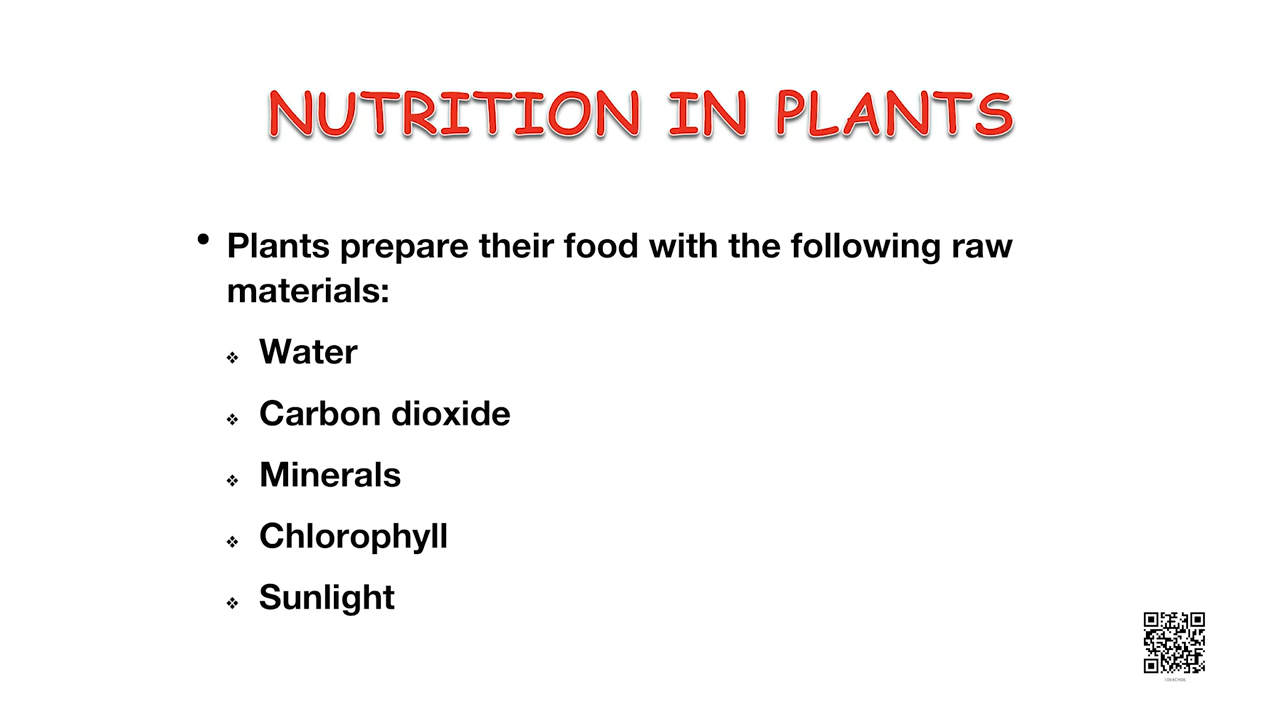 NUTRITION IN PLANTS
• Plants prepare their food with the following raw
materials:
❖ Water
❖ Carbon dioxide
❖ Minerals
❖ Chlorophyll
❖ Sunlight